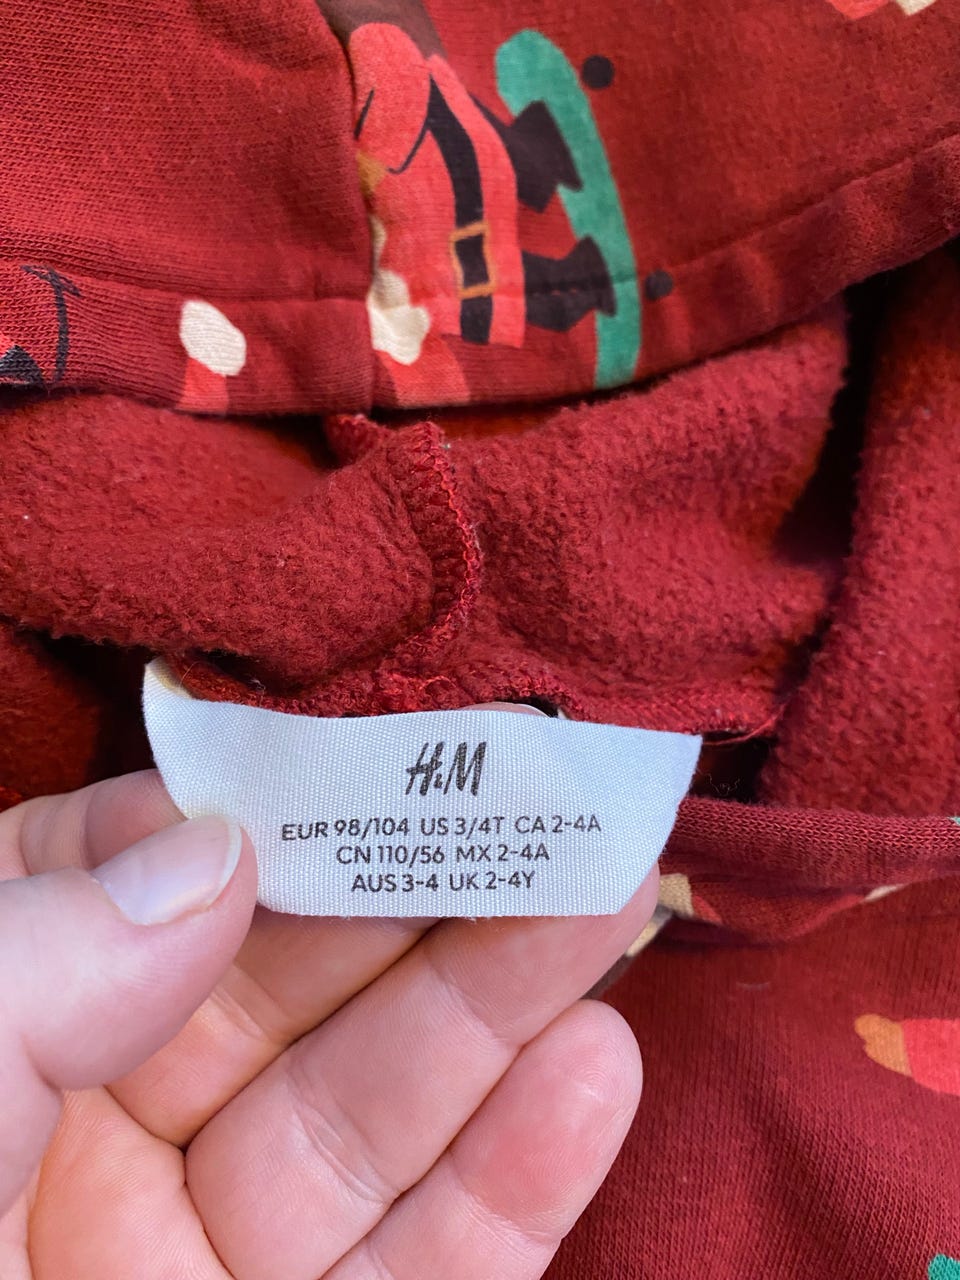 H&M
EUR 98/104 US 3/4T CA 2-4A
CN 110/56 MX 2-4A
AUS 3-4 UK 2-4Y